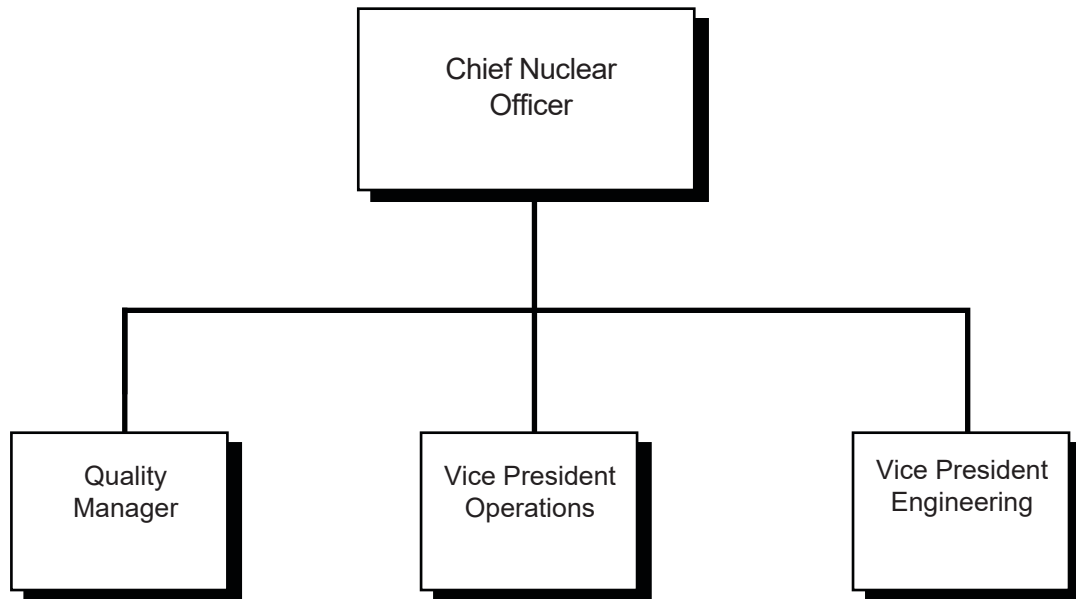 Chief Nuclear
Officer
Quality
Manager
Vice President
Operations
Vice President
Engineering